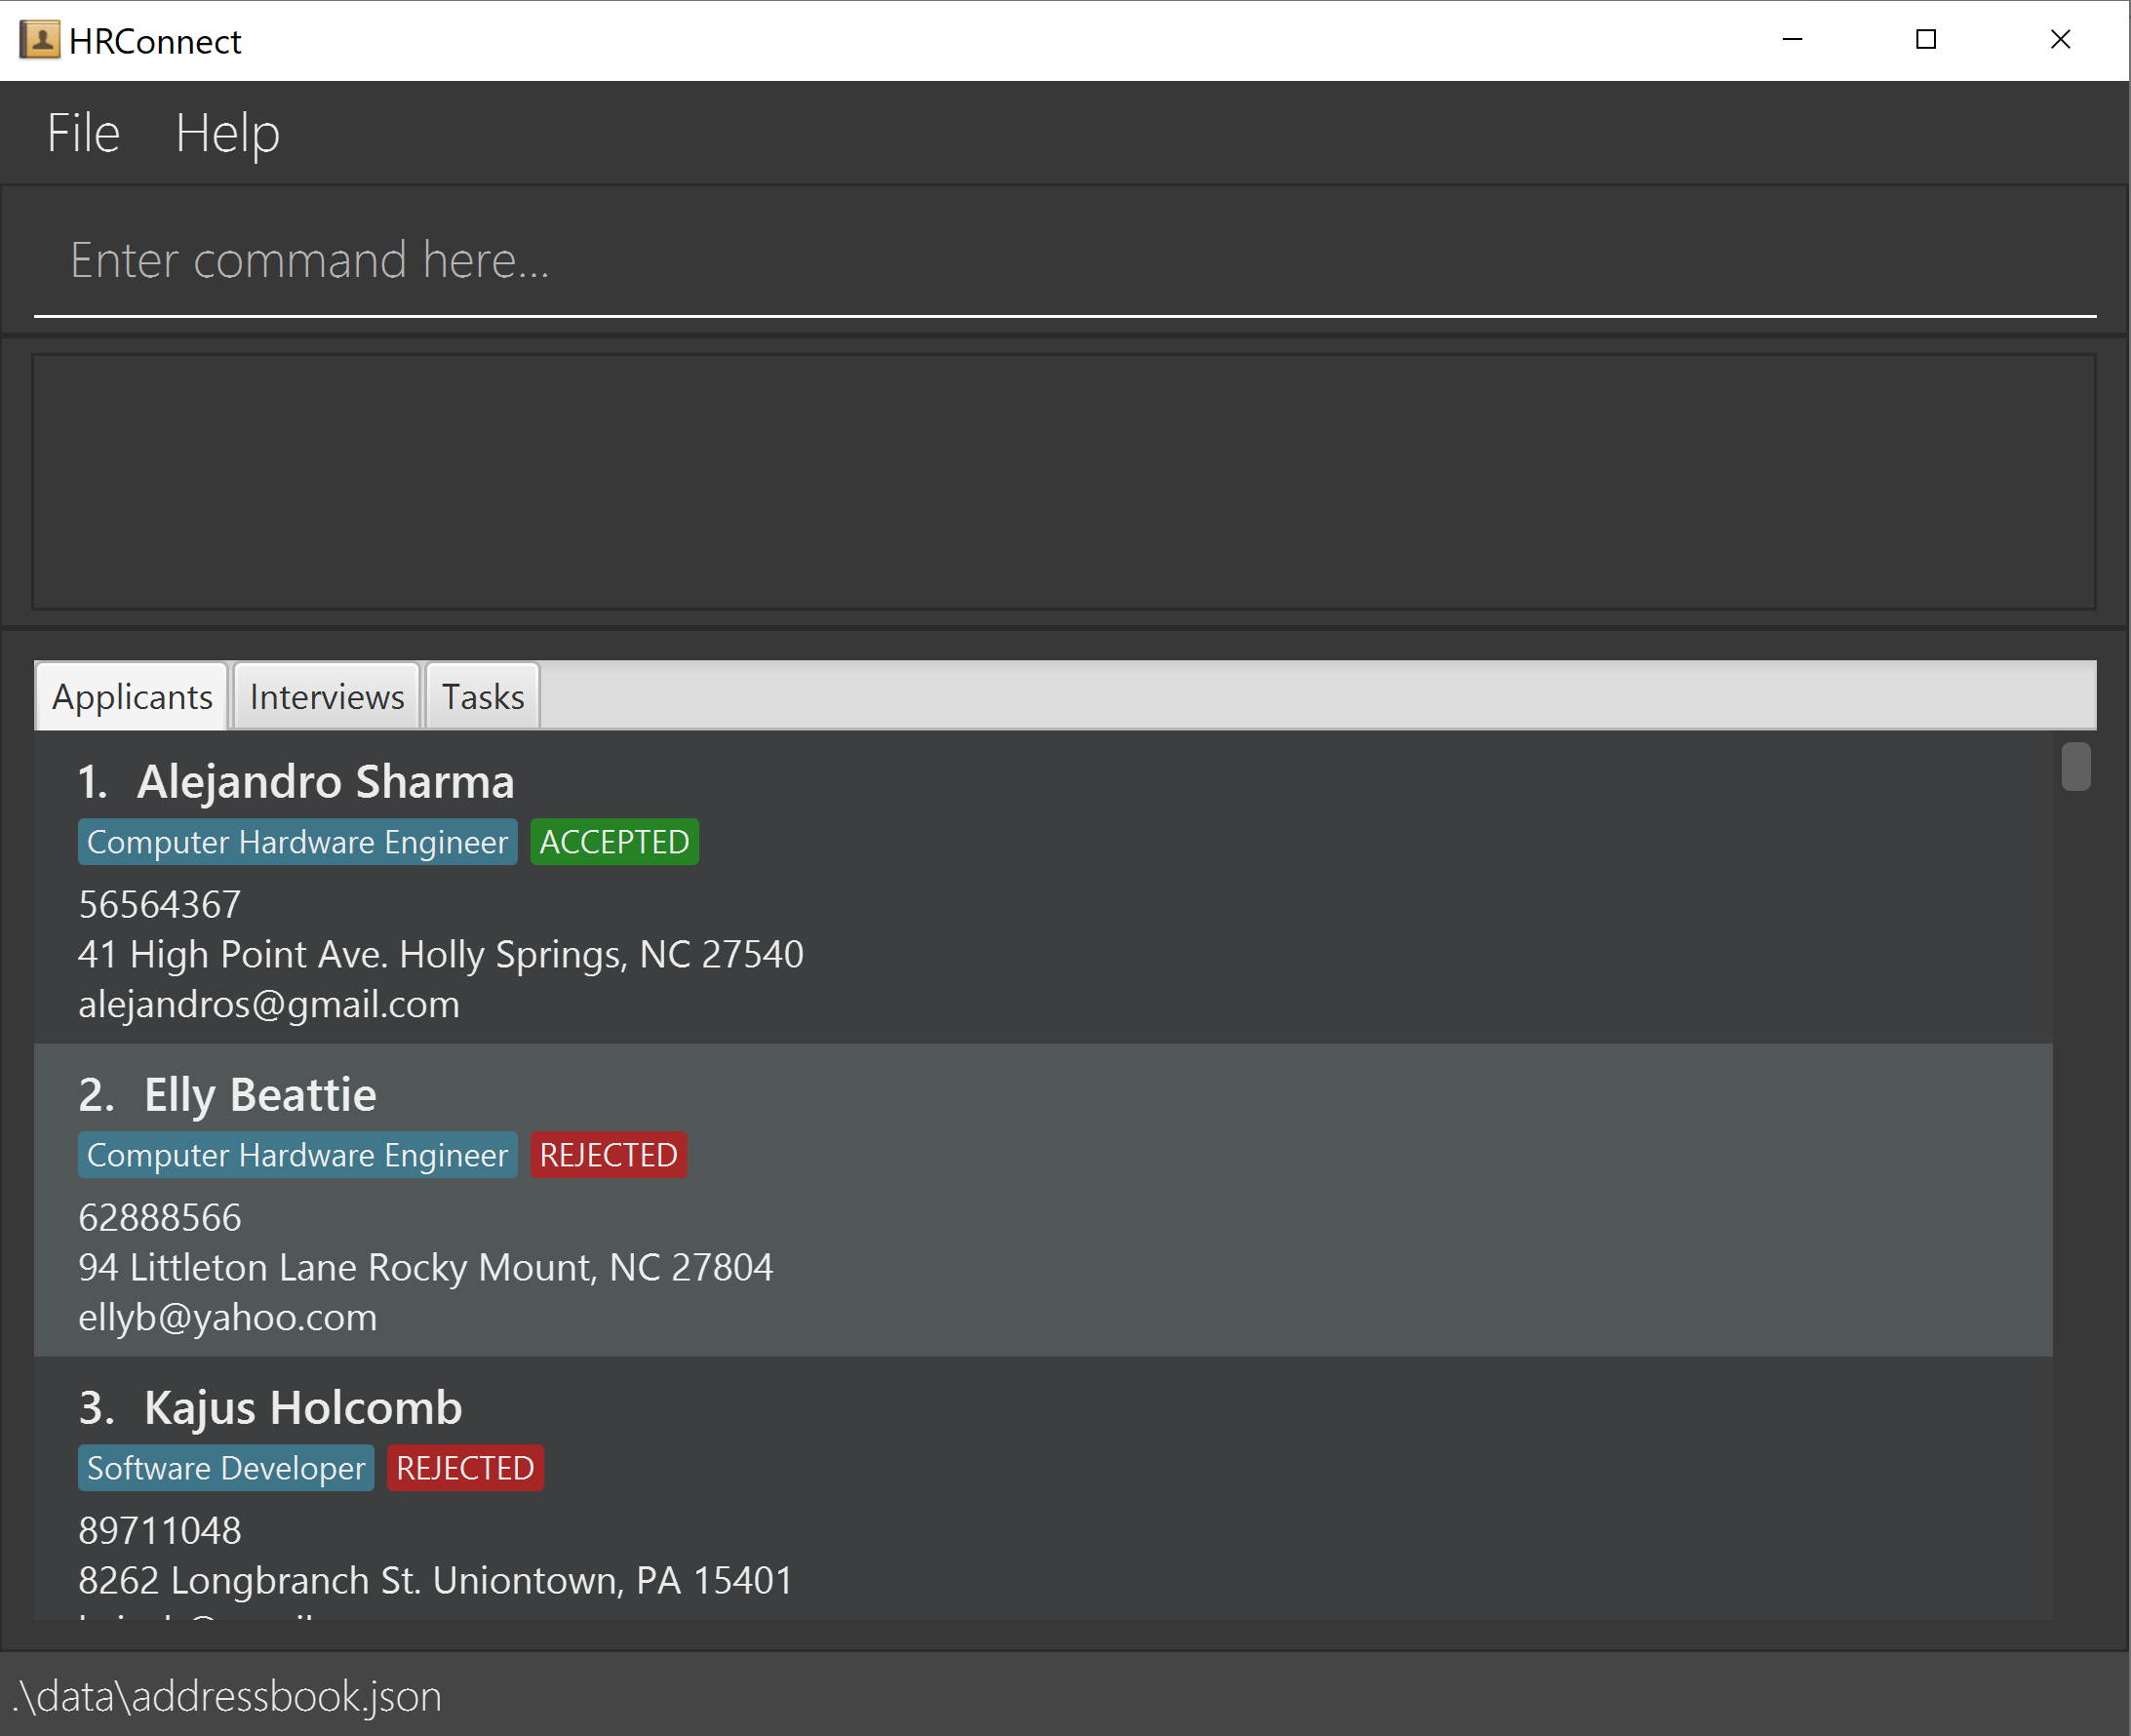 HRConnect
File Help
Enter command here...
Applicants Interviews Tasks
1. Alejandro Sharma
Computer Hardware Engineer ACCEPTED
56564367
41 High Point Ave. Holly Springs, NC 27540
alejandros@gmail.com
2. Elly Beattie
Computer Hardware Engineer REJECTED
62888566
94 Littleton Lane Rocky Mount, NC 27804
ellyb@yahoo.com
3. Kajus Holcomb
Software Developer REJECTED
89711048
8262 Longbranch St. Uniontown, PA 15401
.\data\addressbook.json